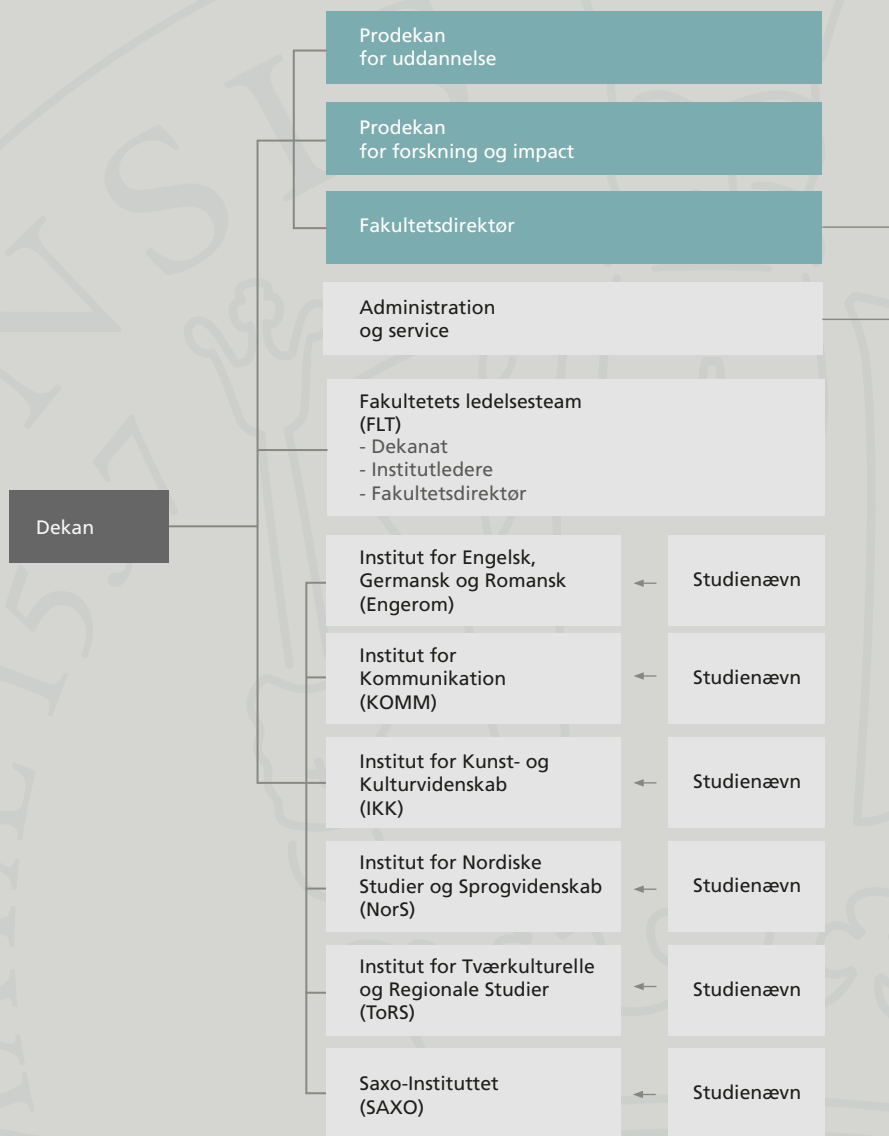 Prodekan
for uddannelse
Prodekan
for forskning og impact
Fakultetsdirektør
Administration
og service
Fakultetets ledelsesteam
(FLT)
- Dekanat
- Institutledere
- Fakultetsdirektør
Dekan
Institut for Engelsk,
Germansk og Romansk
(Engerom)
Studienævn
Institut for
Kommunikation
(KOMM)
Studienævn
Institut for Kunst- og
Kulturvidenskab
(IKK)
Studienævn
Institut for Nordiske
Studier og Sprogvidenskab
(NorS)
Studienævn
Institut for Tværkulturelle
og Regionale Studier
(ToRS)
Studienævn
Saxo-Instituttet
(SAXO)
Studienævn